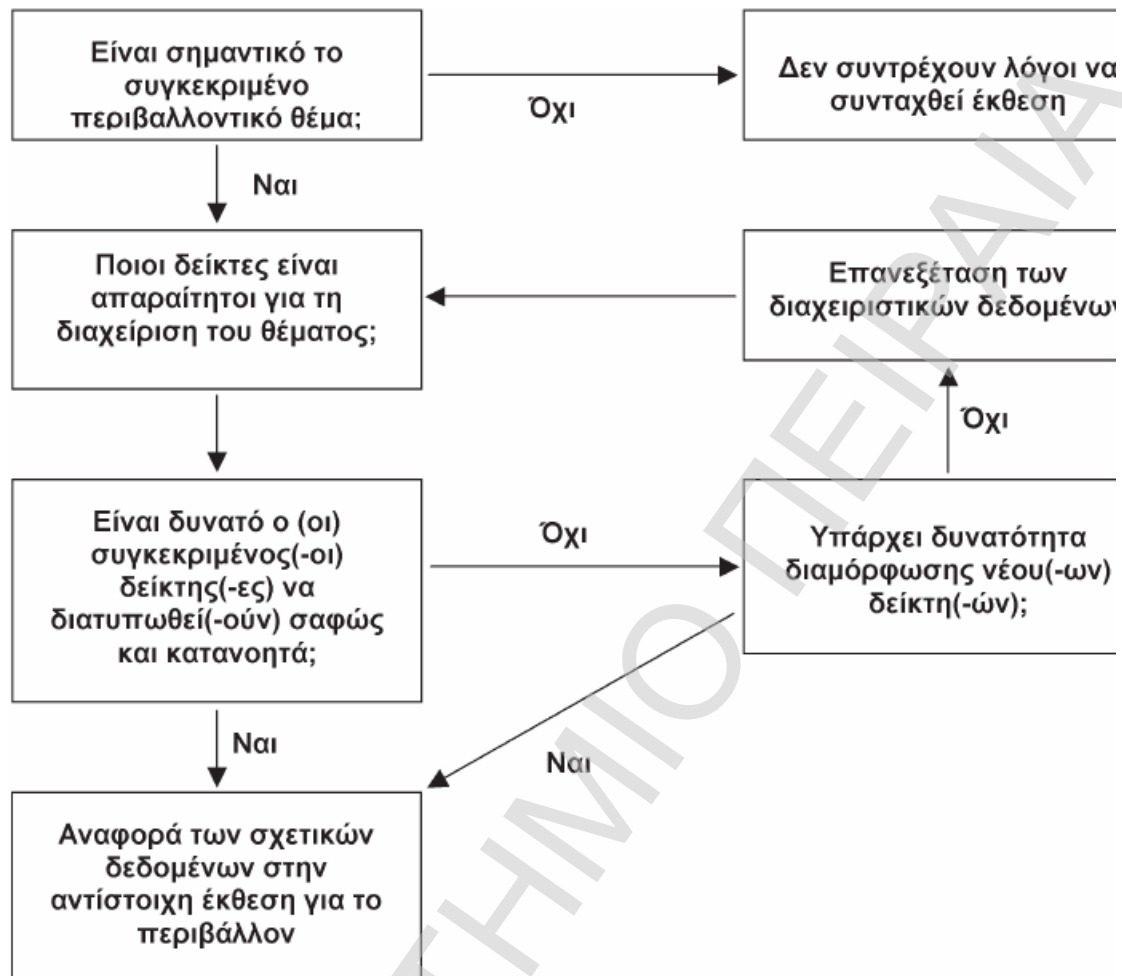 Είναι σημαντικό το
συγκεκριμένο
περιβαλλοντικό θέμα;
Όχι
Δεν συντρέχουν λόγοι να
συνταχθεί έκθεση
Ναι
Ποιοι δείκτες είναι
απαραίτητοι για τη
διαχείριση του θέματος;
Επανεξέταση των
διαχειριστικών δεδομένων
Όχι
Είναι δυνατό ο (οι)
συγκεκριμένος(-οι)
δείκτης(-ες) να
διατυπωθεί(-ούν) σαφώς
και κατανοητά;
Όχι
Υπάρχει δυνατότητα
διαμόρφωσης νέου(-ων)
δείκτη(-ών);
Ναι
Ναι
Αναφορά των σχετικών
δεδομένων στην
αντίστοιχη έκθεση για το
περιβάλλον
ΤΗΜΙΟ ΠΕΙΡΑΙΑ